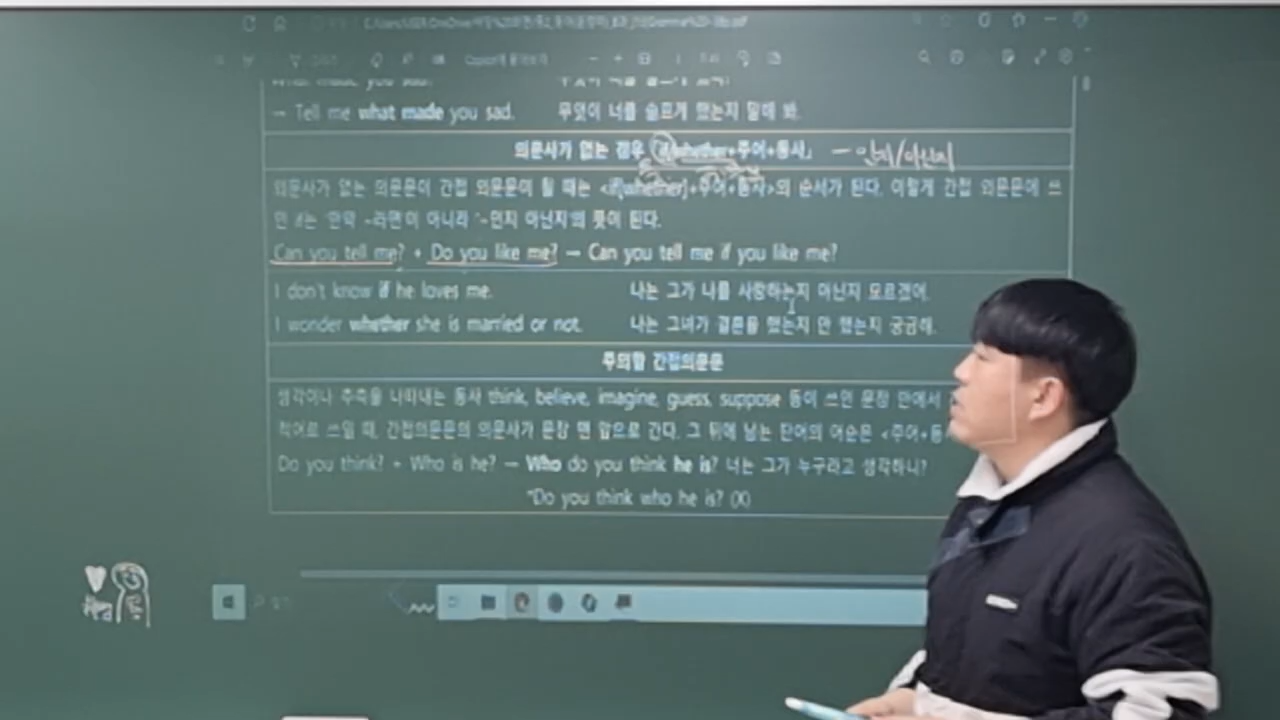 Tell me what made you sad. 무엇이 너를 슬프게 했는지 말해 봐.
의문사가 없는 경우 「if[whether]+주어+동사」 - 인지/아닌지
의문사가 없는 의문문이 간접 의문문이 될 때는 <if[whether]+주어+동사>의 순서가 된다. 이렇게 간접 의문문에 쓰
인 if는 '만약 ~라면'이 아니라 '~인지 아닌지'의 뜻이 된다.
Can you tell me? + Do you like me? → Can you tell me if you like me?
I don't know if he loves me. 나는 그가 나를 사랑하는지 아닌지 모르겠어.
I wonder whether she is married or not. 나는 그녀가 결혼을 했는지 안 했는지 궁금해.
주의할 간접의문문
생각이나 추측을 나타내는 동사 think, believe, imagine, guess, suppose 등이 쓰인 문장 안에서
적어로 쓰일 때, 간접의문문의 의문사가 문장 맨 앞으로 간다. 그 뒤에 남는 단어의 어순은 <주어+동
Do you think? + Who is he? → Who do you think he is? 너는 그가 누구라고 생각하니?
*Do you think who he is? (X)